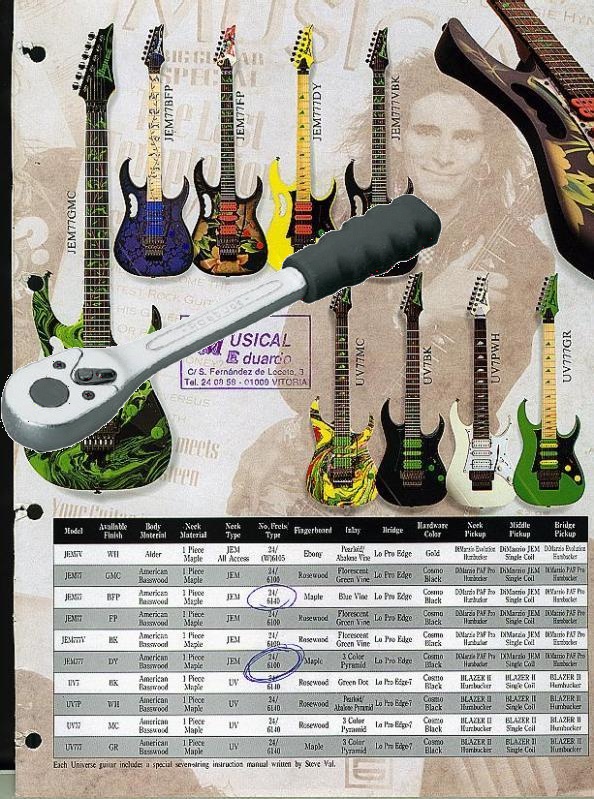 MUSIC
BIG GUITAR
SPECIAL
JEM77GMC
JEM77BFP
JEM77FP
JEM777DY
JEM777VBK
UV77MC
UV7BK
UV7PWH
UV777GR
USICAL
Eduardo
C/ S. Fernández de Leceta, 3
Tel. 24 09 58 - 01009 VITORIA
VERSUS
meets
Model Available Finish Body Material Neck Material Neck Type No. Frets/ Type Fingerboard Inlay Bridge Hardware Color Neck Pickup Middle Pickup Bridge Pickup
JEM7V WH Alder 1 Piece Maple JEM All Access 24/ (W)6105 Ebony Pearloid/ Abalone Vine Lo Pro Edge Gold DiMarzio Evolution Humbucker DiMarzio JEM Single Coil DiMarzio Evolution Humbucker
JEM77 GMC American Basswood 1 Piece Maple JEM 24/ 6100 Rosewood Florescent Green Vine Lo Pro Edge Cosmo Black DiMarzio PAF Pro Humbucker DiMarzio JEM Single Coil DiMarzio PAF Pro Humbucker
JEM77 BFP American Basswood 1 Piece Maple JEM 24/ 6140 Maple Blue Vine Lo Pro Edge Cosmo Black DiMarzio PAF Pro Humbucker DiMarzio JEM Single Coil DiMarzio PAF Pro Humbucker
JEM77 FP American Basswood 1 Piece Maple JEM 24/ 6100 Rosewood Florescent Green Vine Lo Pro Edge Cosmo Black DiMarzio PAF Pro Humbucker DiMarzio JEM Single Coil DiMarzio PAF Pro Humbucker
JEM777V BK American Basswood 1 Piece Maple JEM 24/ 6100 Rosewood Florescent Green Vine Lo Pro Edge Cosmo Black DiMarzio PAF Pro Humbucker DiMarzio JEM Single Coil DiMarzio PAF Pro Humbucker
JEM777 DY American Basswood 1 Piece Maple JEM 24/ 6100 Maple 3 Color Pyramid Lo Pro Edge Cosmo Black DiMarzio PAF Pro Humbucker DiMarzio JEM Single Coil DiMarzio PAF Pro Humbucker
UV7 BK American Basswood 1 Piece Maple UV 24/ 6140 Rosewood Green Dot Lo Pro Edge-7 Cosmo Black BLAZER II Humbucker BLAZER II Single Coil BLAZER II Humbucker
UV7P WH American Basswood 1 Piece Maple UV 24/ 6140 Rosewood Pearloid/ Abalone Pyramid Lo Pro Edge-7 Cosmo Black BLAZER II Humbucker BLAZER II Single Coil BLAZER II Humbucker
UV77 MC American Basswood 1 Piece Maple UV 24/ 6140 Rosewood 3 Color Pyramid Lo Pro Edge-7 Cosmo Black BLAZER II Humbucker BLAZER II Single Coil BLAZER II Humbucker
UV777 GR American Basswood 1 Piece Maple UV 24/ 6140 Maple 3 Color Pyramid Lo Pro Edge-7 Cosmo Black BLAZER II Humbucker BLAZER II Single Coil BLAZER II Humbucker
Each Universe guitar includes a special seven-string instruction manual written by Steve Vai.